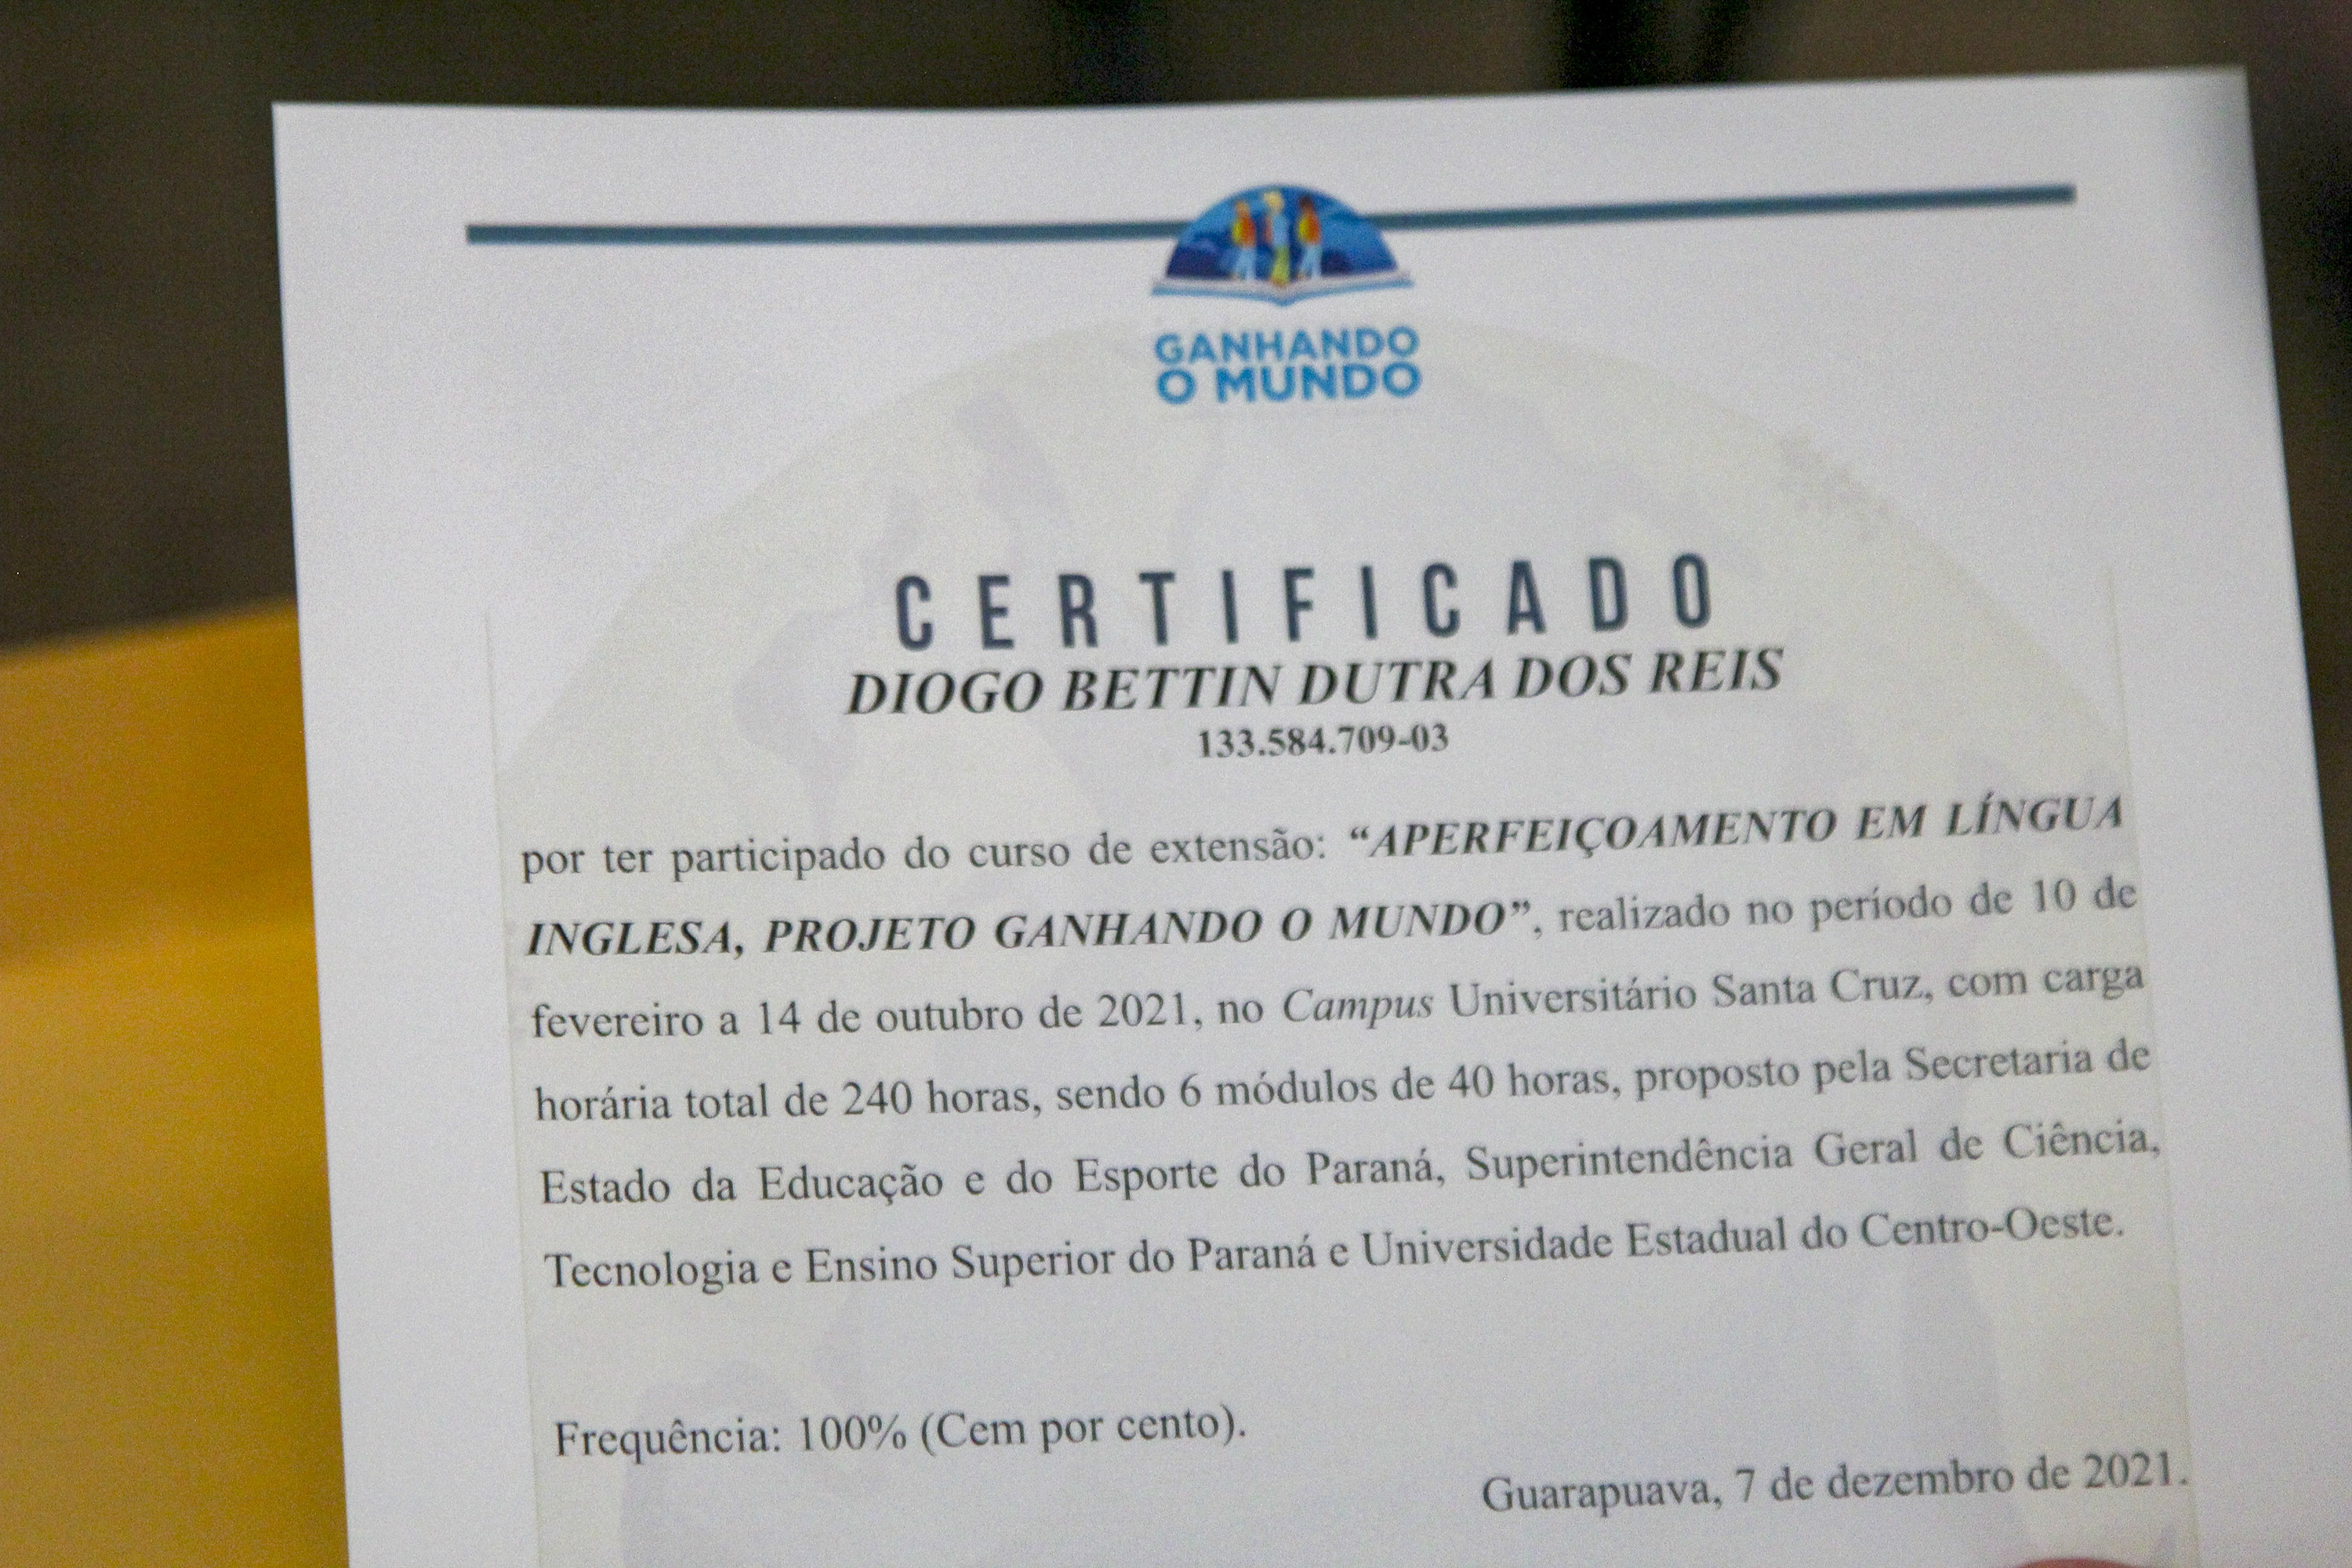 GANHANDO
O MUNDO
CERTIFICADO
DIOGO BETTIN DUTRA DOS REIS
133.584.709-03
por ter participado do curso de extensão: “APERFEIÇOAMENTO EM LÍNGUA
INGLESA, PROJETO GANHANDO O MUNDO”, realizado no período de 10 de
fevereiro a 14 de outubro de 2021, no Campus Universitário Santa Cruz, com carga
horária total de 240 horas, sendo 6 módulos de 40 horas, proposto pela Secretaria de
Estado da Educação e do Esporte do Paraná, Superintendência Geral de Ciência,
Tecnologia e Ensino Superior do Paraná e Universidade Estadual do Centro-Oeste.
Frequência: 100% (Cem por cento).
Guarapuava, 7 de dezembro de 2021.